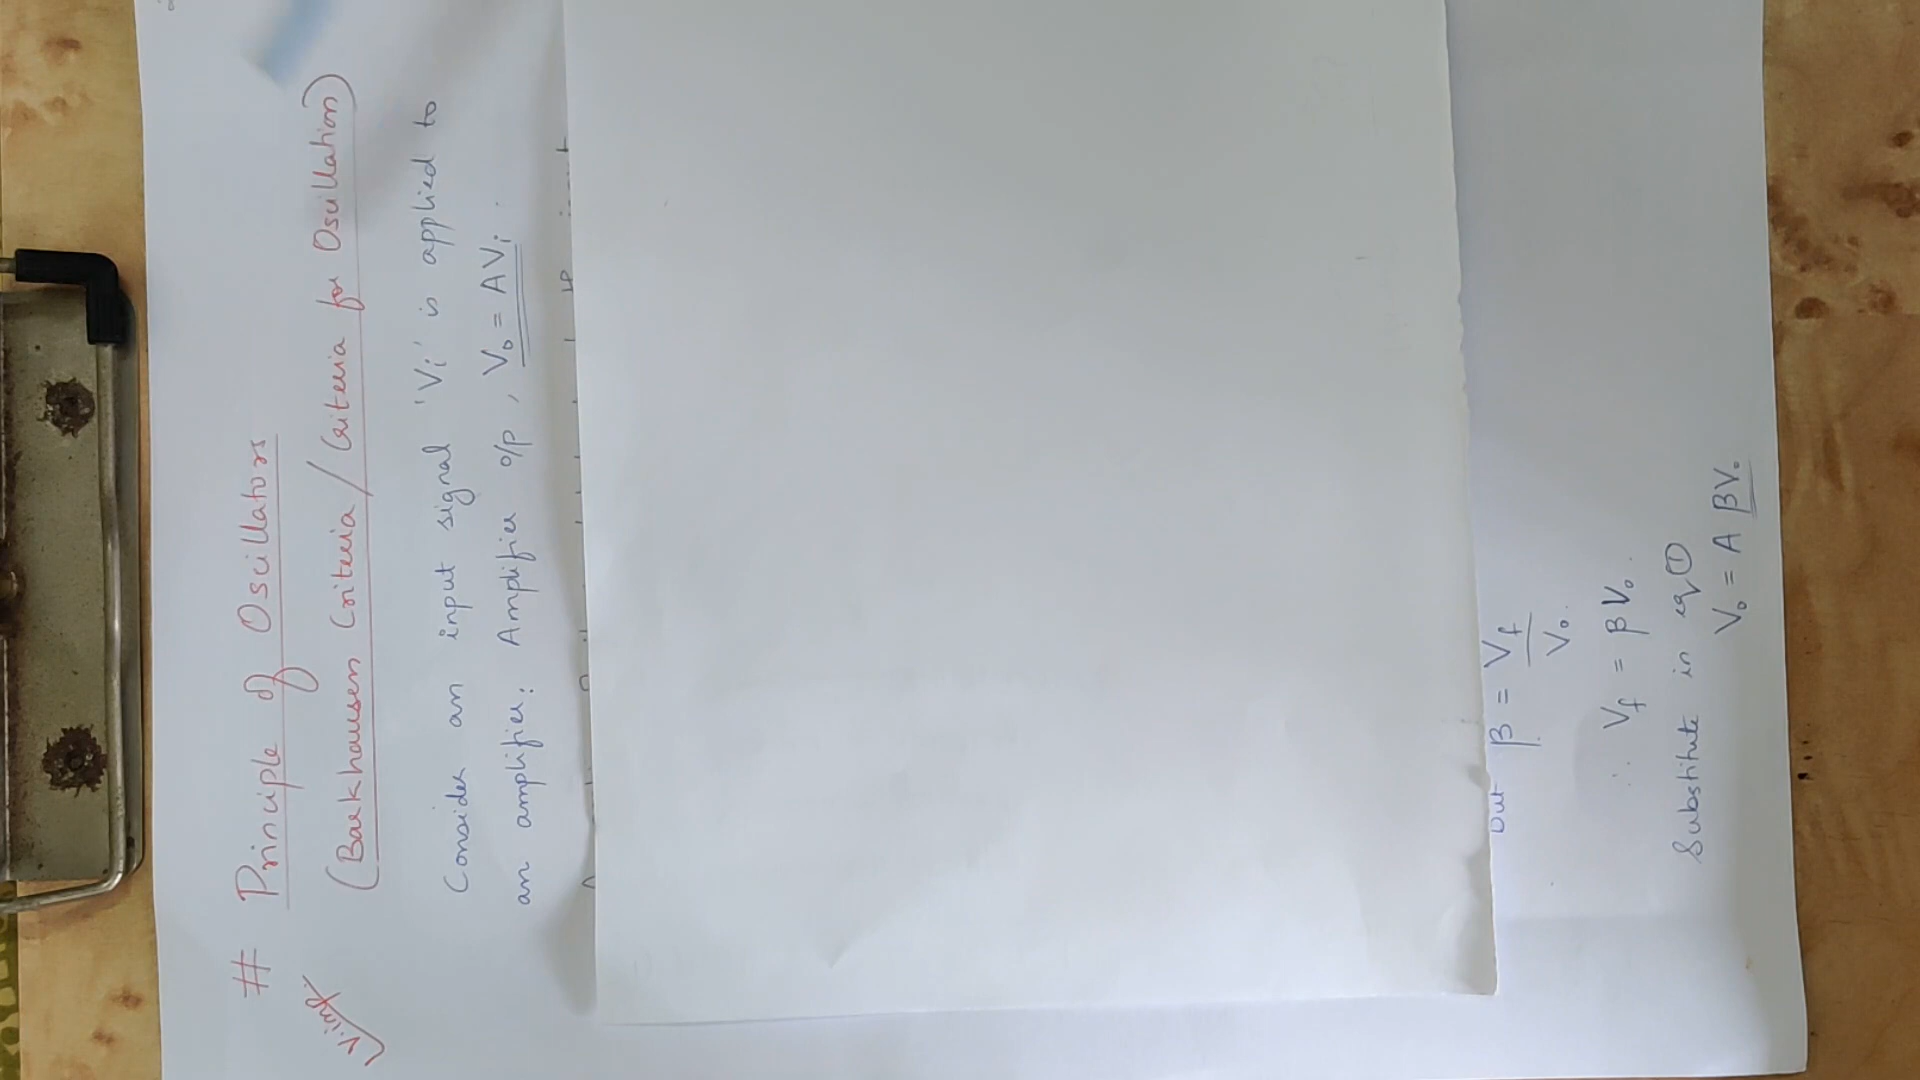 # Principle of Oscillators
v.imp (Barkhausen Criteria / Criteria for Oscillation)
Consider an input signal 'Vi' is applied to
an amplifier. Amplifier o/p, Vo = AVi.
But β = Vf / Vo.
∴ Vf = βVo.
Substitute in eq ①
Vo = A βVo